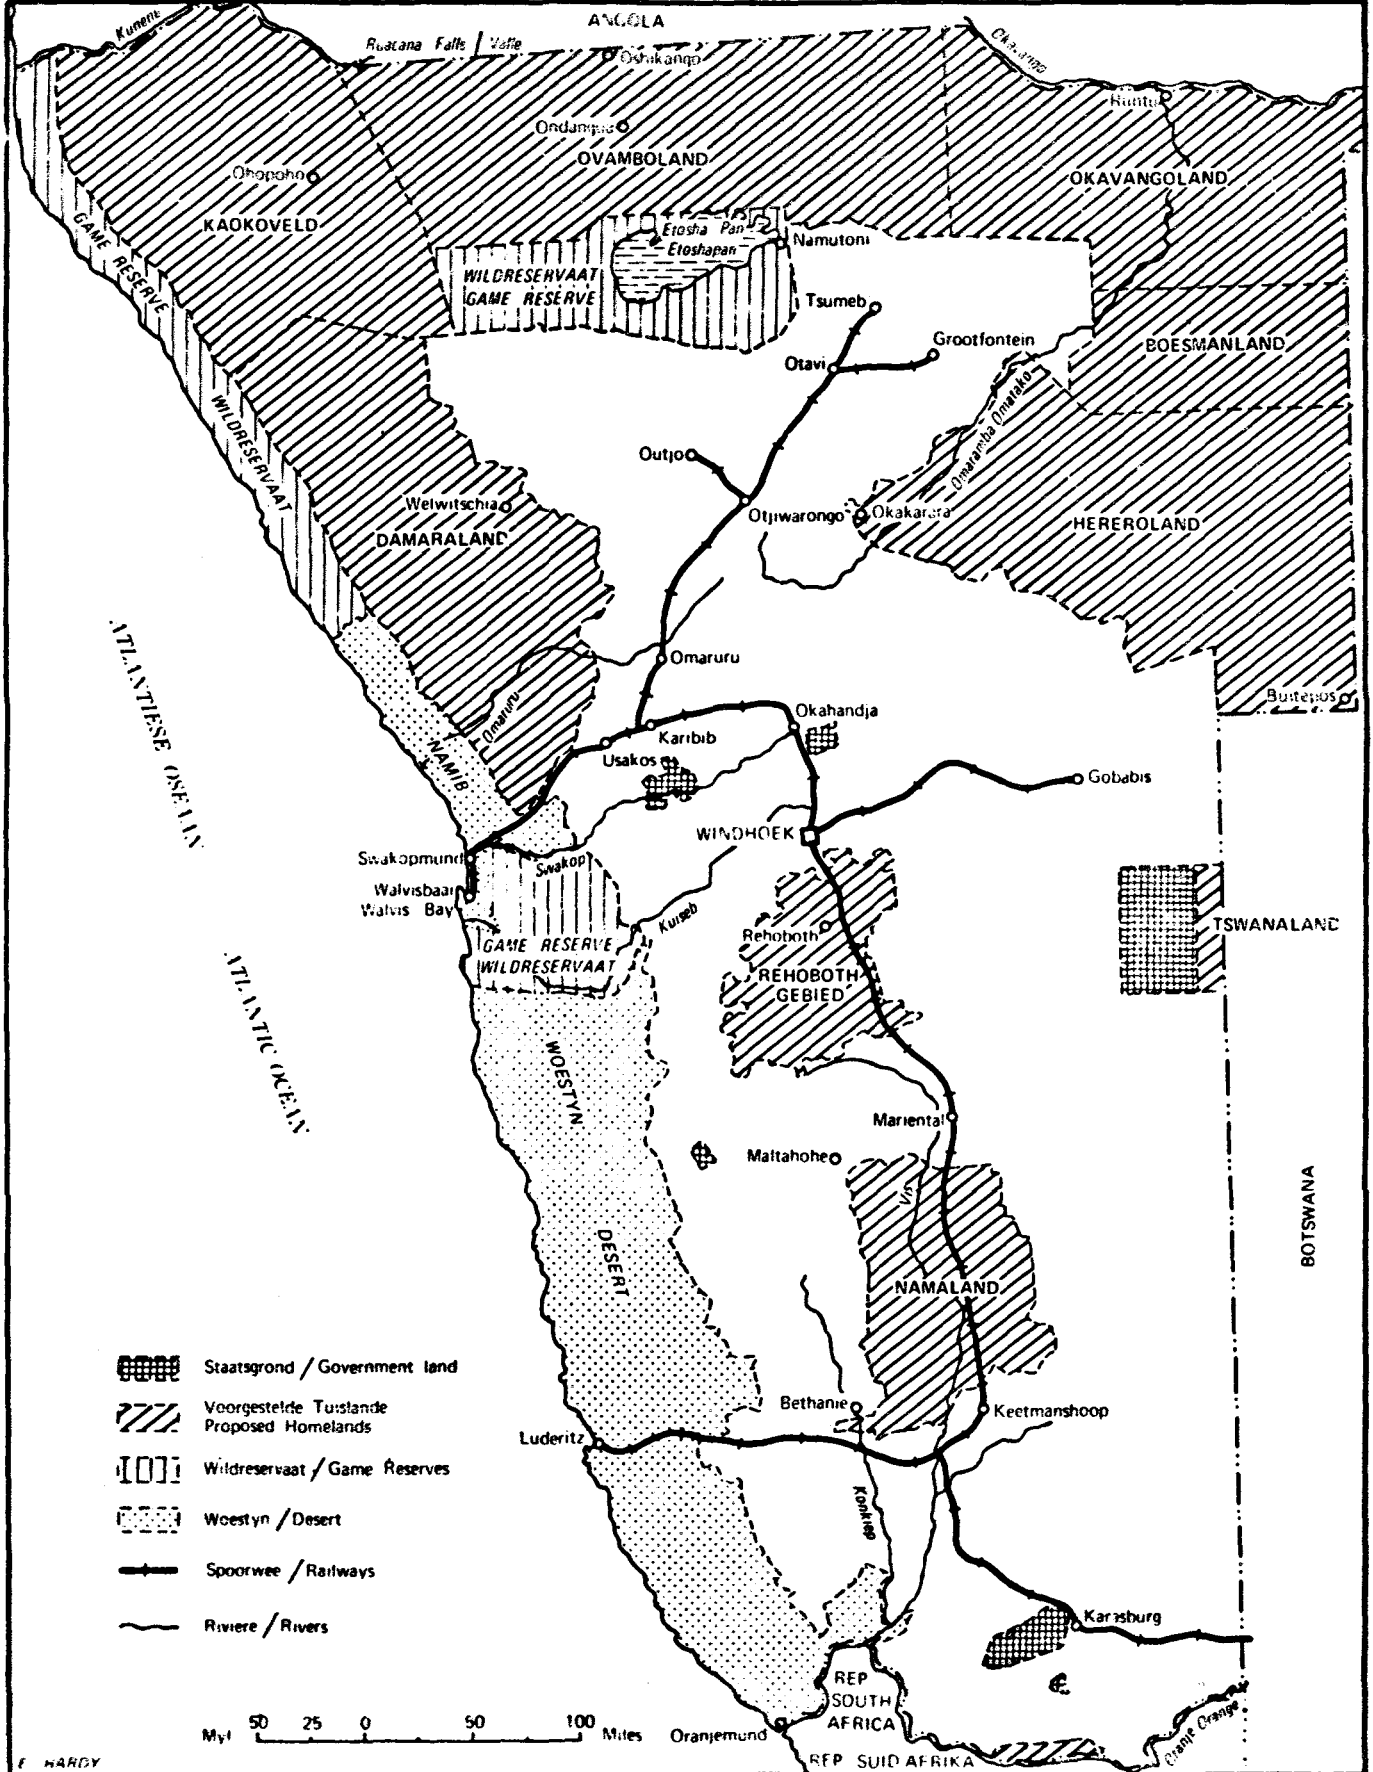 ANGOLA
Kunene
Ruacana Falls / Valle
Oshikango
Okavango
Runtu
Ondangua
OVAMBOLAND
Ohopoho
OKAVANGOLAND
KAOKOVELD
GAME RESERVE
Etosha Pan
Etoshapan
Namutoni
WILDRESERVAAT
GAME RESERVE
Tsumeb
Grootfontein
BOESMANLAND
Otavi
WILDRESERVAAT
Omaramba Omatako
Outjo
Welwitschia
Otjiwarongo
Okakarara
HEREROLAND
DAMARALAND
ATLANTIESE OSEAAN
Omaruru
Omaruru
Buitepos
NAMIB
Okahandja
Karibib
Usakos
Gobabis
WINDHOEK
Swakopmund
Swakop
Walvisbaai
Walvis Bay
Kuiseb
Rehoboth
TSWANALAND
GAME RESERVE
WILDRESERVAAT
REHOBOTH
GEBIED
ATLANTIC OCEAN
WOESTYN
Mariental
Maltahohe
BOTSWANA
Vis
DESERT
NAMALAND
Staatsgrond / Government land
Voorgestelde Tuislande
Proposed Homelands
Bethanie
Keetmanshoop
Luderitz
Wildreservaat / Game Reserves
Konkiep
Woestyn / Desert
Spoorwee / Railways
Karasburg
Riviere / Rivers
REP
SOUTH
AFRICA
Myl 50 25 0 50 100 Miles
Oranjemund
Oranje Orange
REP SUID AFRIKA
E HARDY